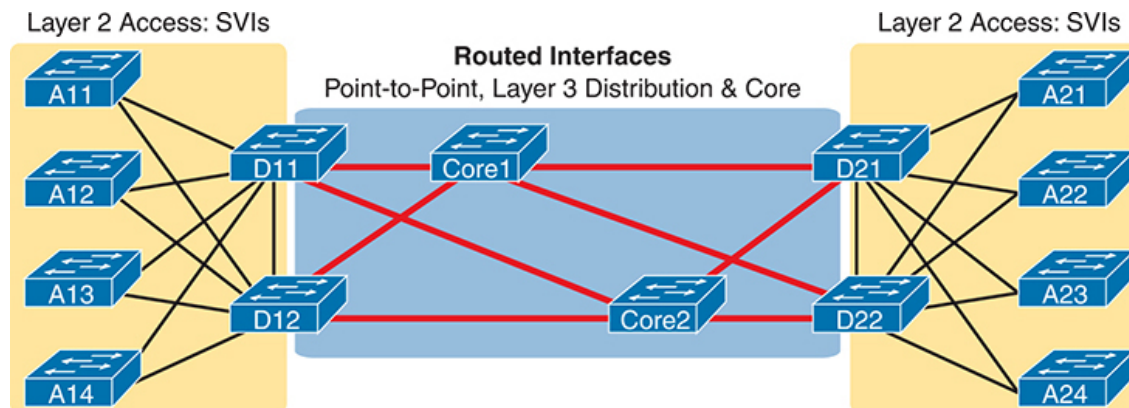 Layer 2 Access: SVIs
Layer 2 Access: SVIs
Routed Interfaces
Point-to-Point, Layer 3 Distribution & Core
A11
A12
A13
A14
D11
D12
Core1
Core2
D21
D22
A21
A22
A23
A24